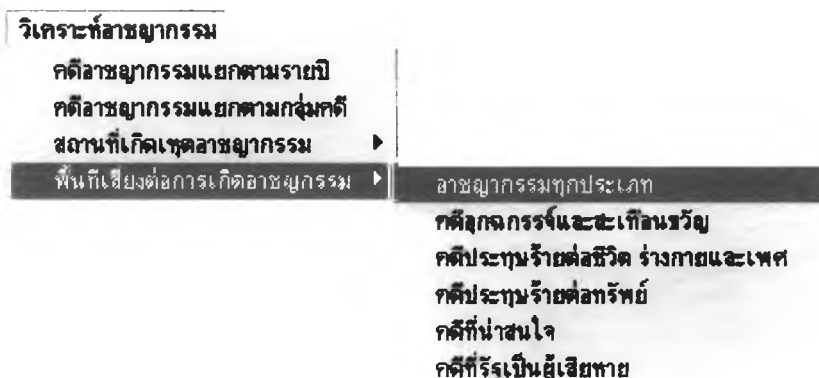 วิเคราะห์อาชญากรรม
คดีอาชญากรรมแยกตามรายปี
คดีอาชญากรรมแยกตามกลุ่มคดี
สถานที่เกิดเหตุอาชญากรรม
พื้นที่เสี่ยงต่อการเกิดอาชญกรรม
อาชญากรรมทุกประเภท
คดีอุกฉกรรจ์และสะเทือนขวัญ
คดีประทุษร้ายต่อชีวิต ร่างกายและเพศ
คดีประทุษร้ายต่อทรัพย์
คดีที่น่าสนใจ
คดีที่รัฐเป็นผู้เสียหาย